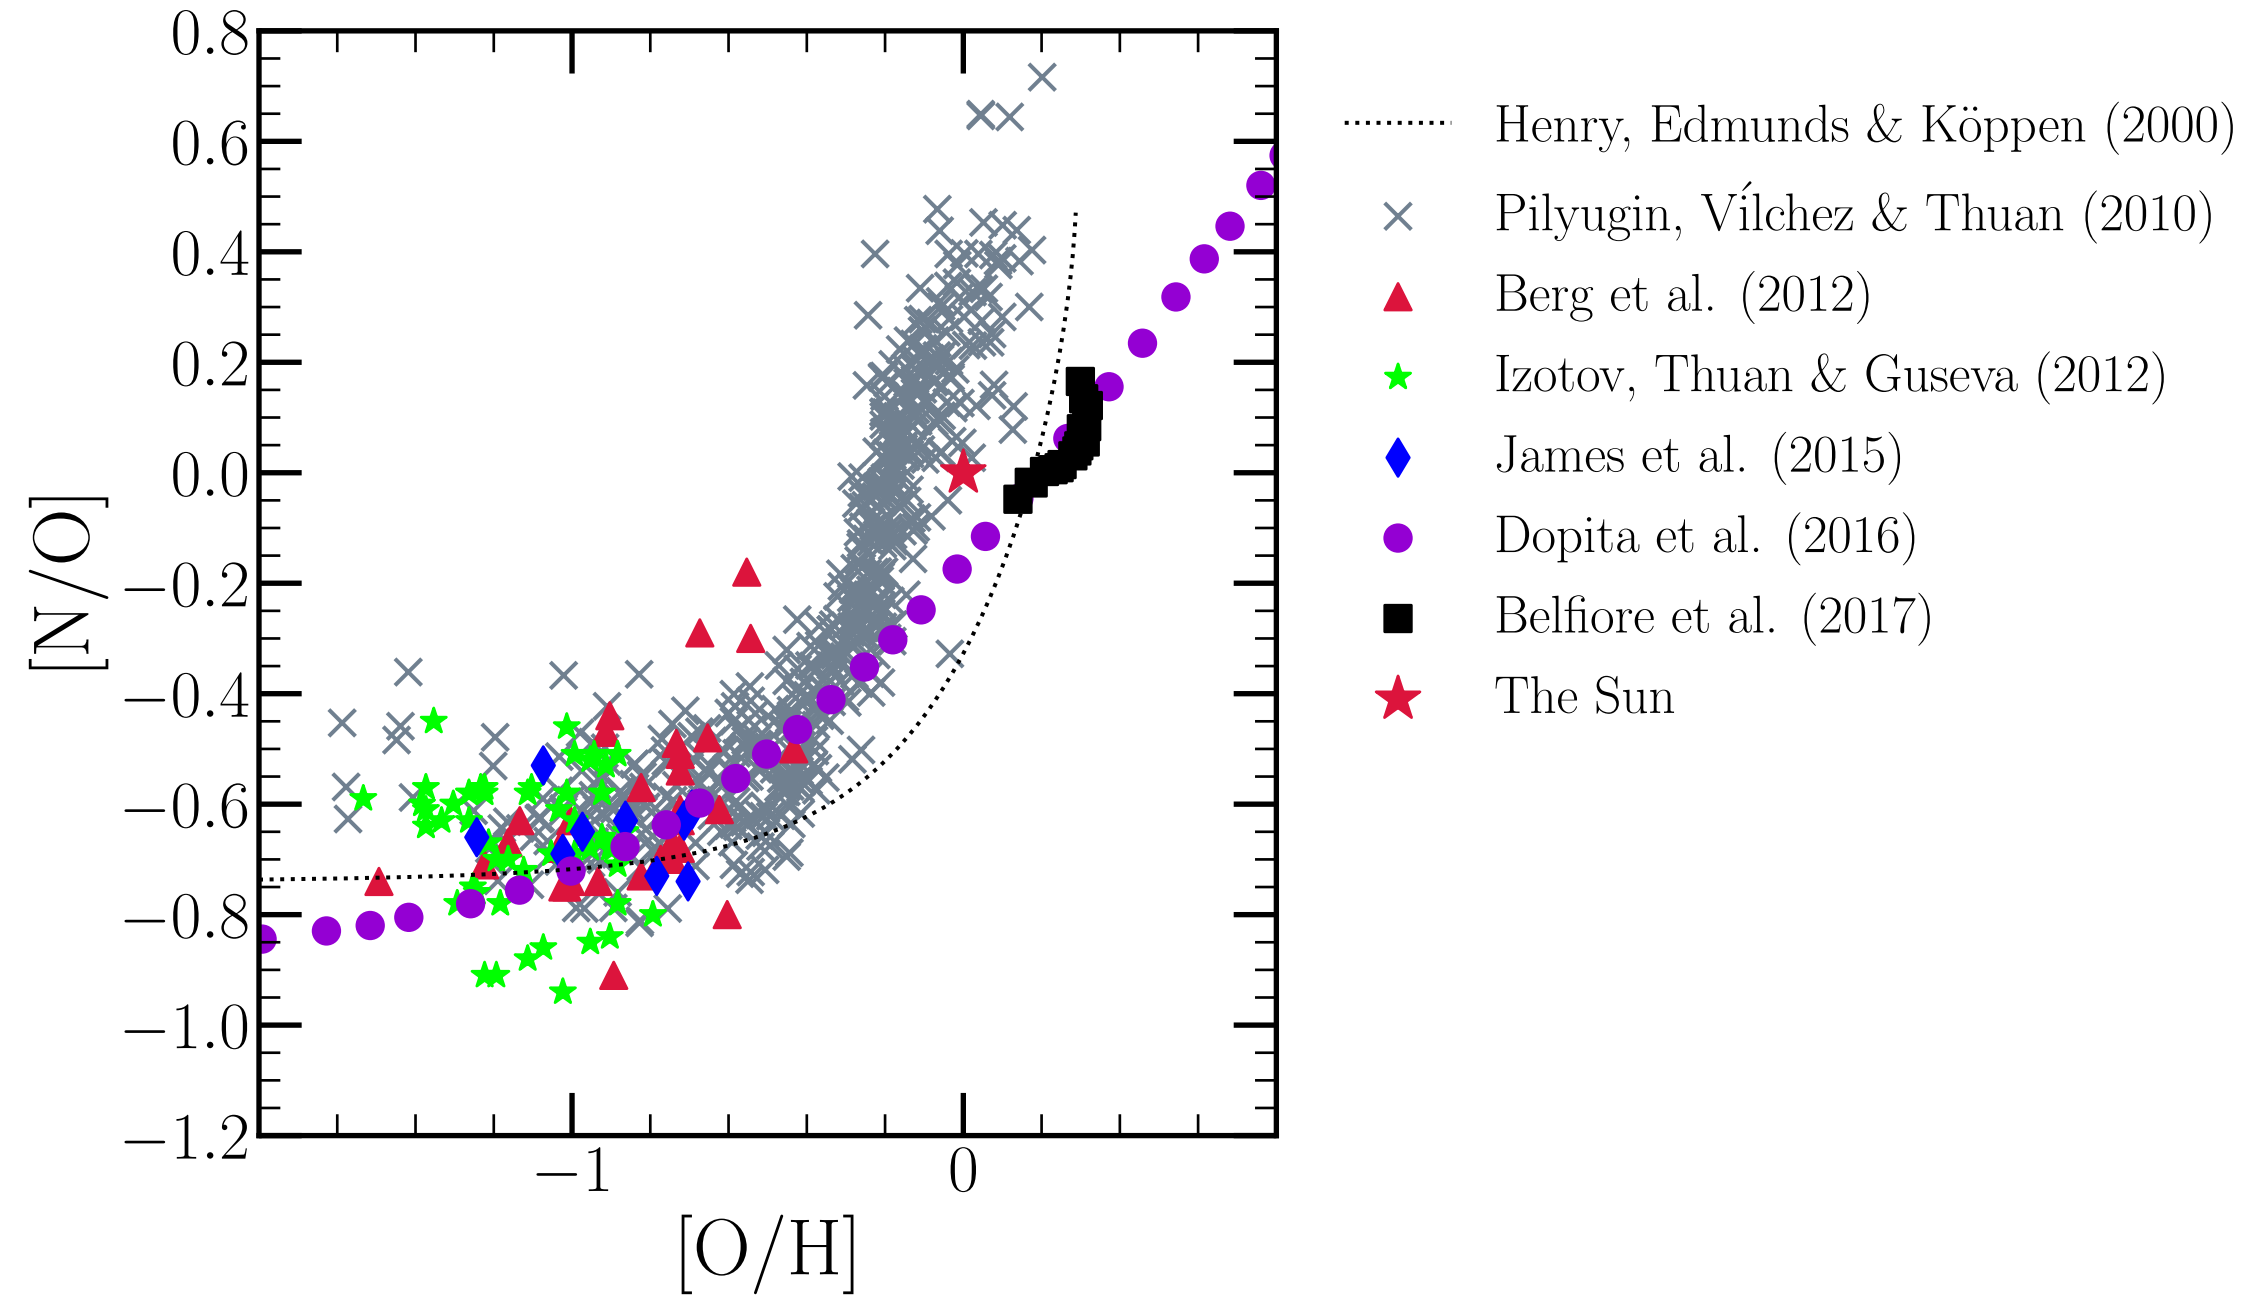 0.8
0.6
0.4
0.2
0.0
−0.2
−0.4
−0.6
−0.8
−1.0
−1.2
[N/O]
−1 0
[O/H]
Henry, Edmunds & Köppen (2000)
Pilyugin, Vílchez & Thuan (2010)
Berg et al. (2012)
Izotov, Thuan & Guseva (2012)
James et al. (2015)
Dopita et al. (2016)
Belfiore et al. (2017)
The Sun